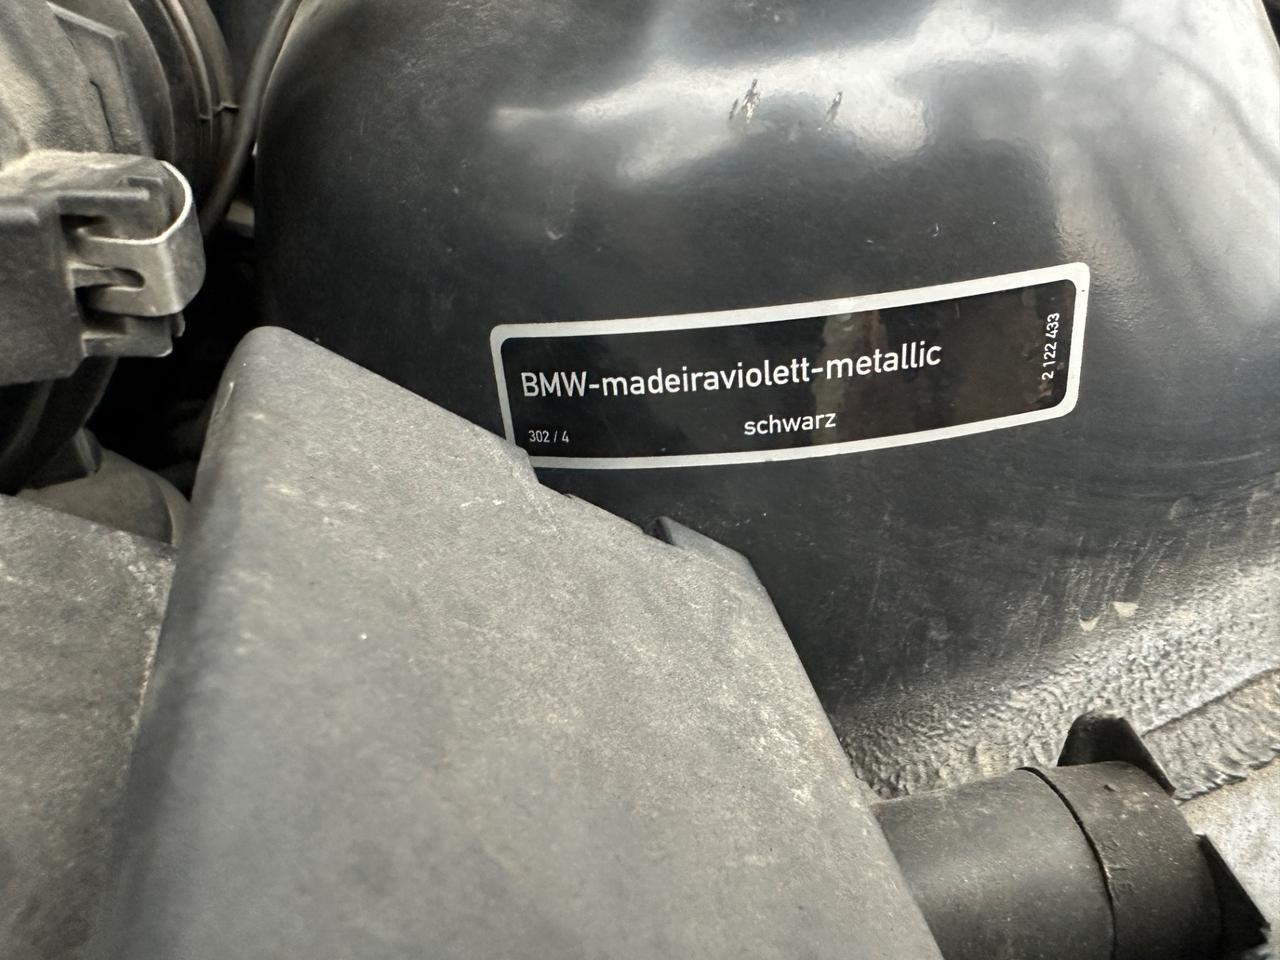 BMW-madeiraviolett-metallic
schwarz
302 / 4
2 122 433